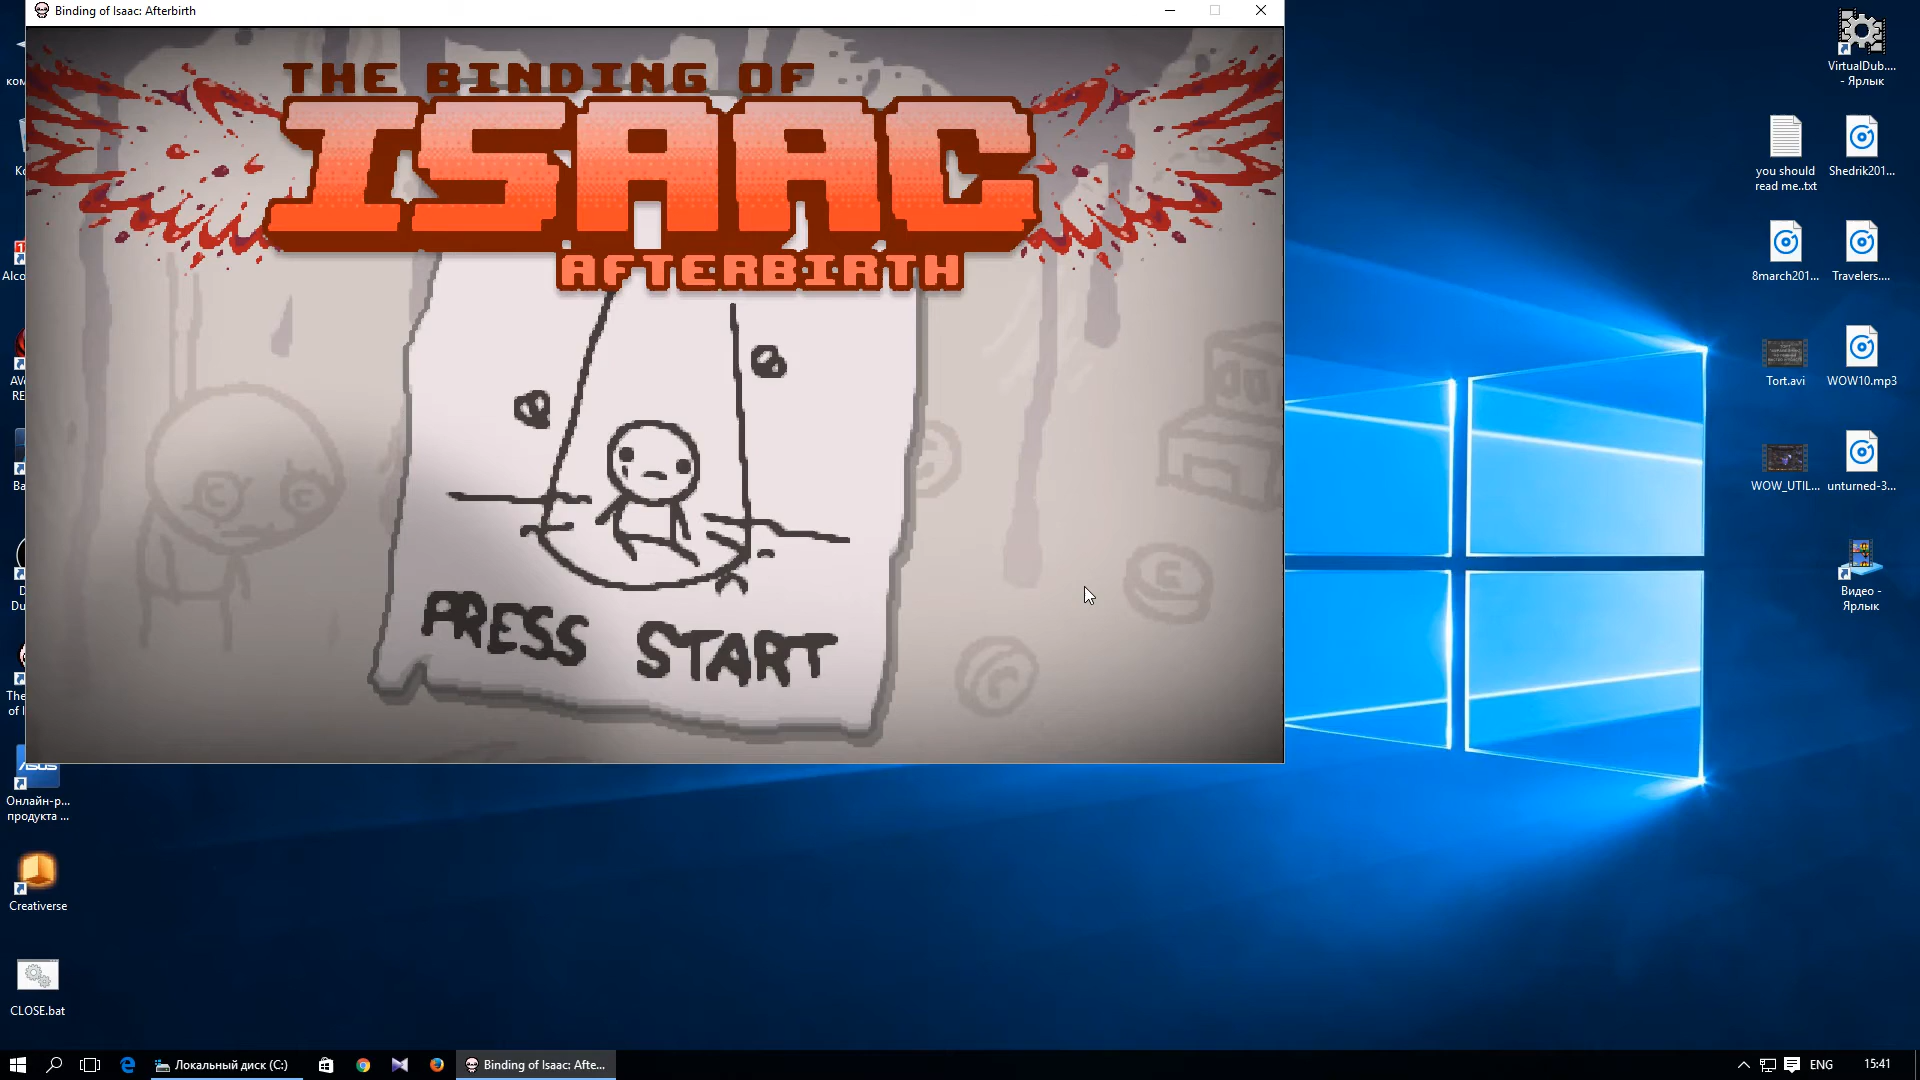 Binding of Isaac: Afterbirth
THE BINDING OF
ISAAC
AFTERBIRTH
PRESS START
VirtualDub....
- Ярлык
you should
read me..txt
Shedrik201...
8march201...
Travelers....
Tort.avi
WOW10.mp3
WOW_UTIL...
unturned-3...
Видео -
Ярлык
ASUS
Онлайн-р...
продукта ...
Creativerse
CLOSE.bat
Локальный диск (C:)
Binding of Isaac: Afte...
ENG
15:41